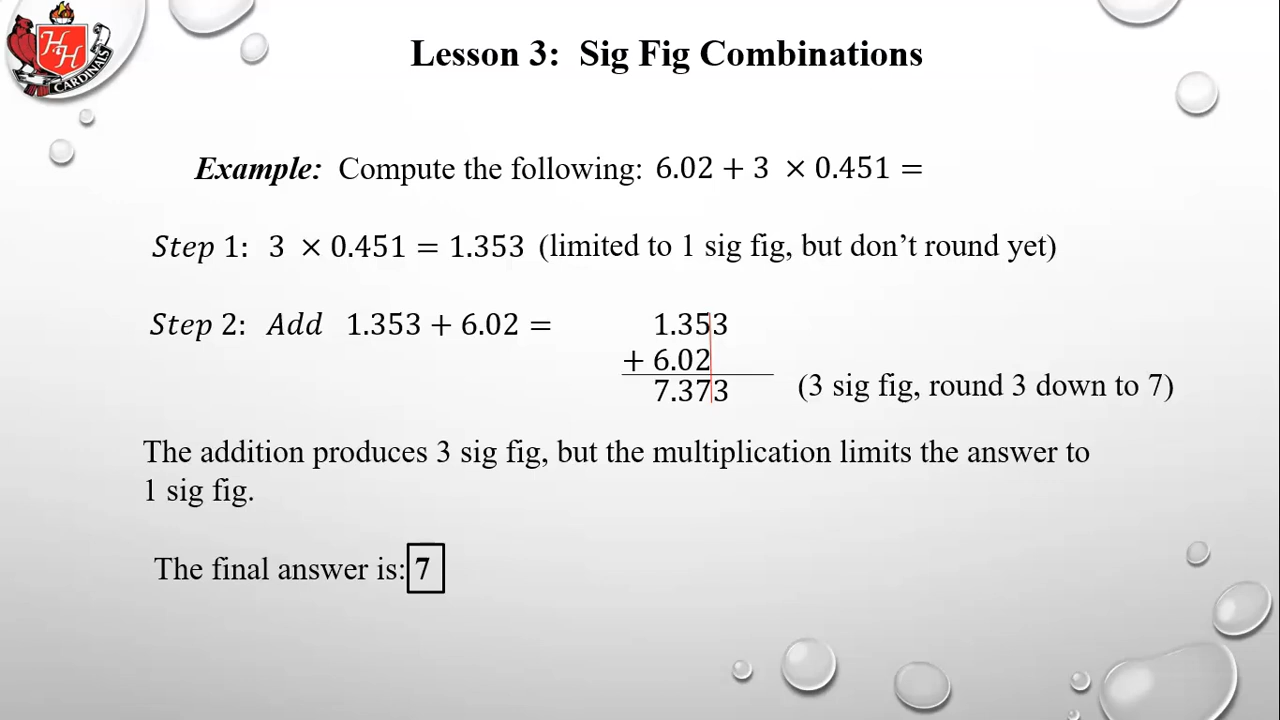 HH
CARDINALS
Lesson 3: Sig Fig Combinations
Example: Compute the following: 6.02 + 3 × 0.451 =
Step 1: 3 × 0.451 = 1.353 (limited to 1 sig fig, but don’t round yet)
Step 2: Add 1.353 + 6.02 = 1.353
+ 6.02
7.373 (3 sig fig, round 3 down to 7)
The addition produces 3 sig fig, but the multiplication limits the answer to
1 sig fig.
The final answer is: 7